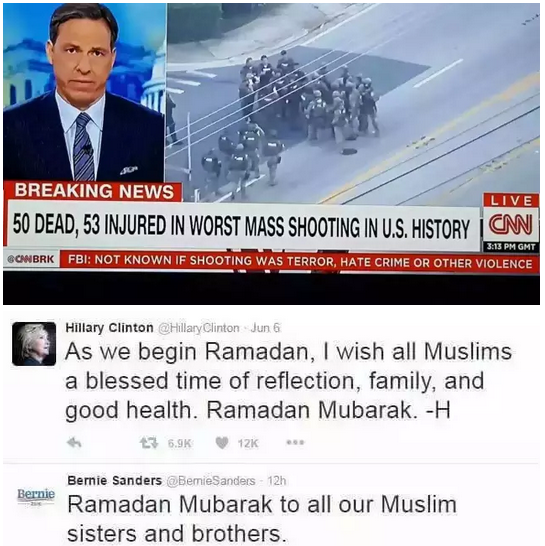 BREAKING NEWS
LIVE
50 DEAD, 53 INJURED IN WORST MASS SHOOTING IN U.S. HISTORY
CNN
3:13 PM GMT
@CNNBRK FBI: NOT KNOWN IF SHOOTING WAS TERROR, HATE CRIME OR OTHER VIOLENCE
Hillary Clinton @HillaryClinton · Jun 6
As we begin Ramadan, I wish all Muslims
a blessed time of reflection, family, and
good health. Ramadan Mubarak. -H
6.9K 12K
Bernie Sanders @BernieSanders · 12h
Bernie
Ramadan Mubarak to all our Muslim
sisters and brothers.